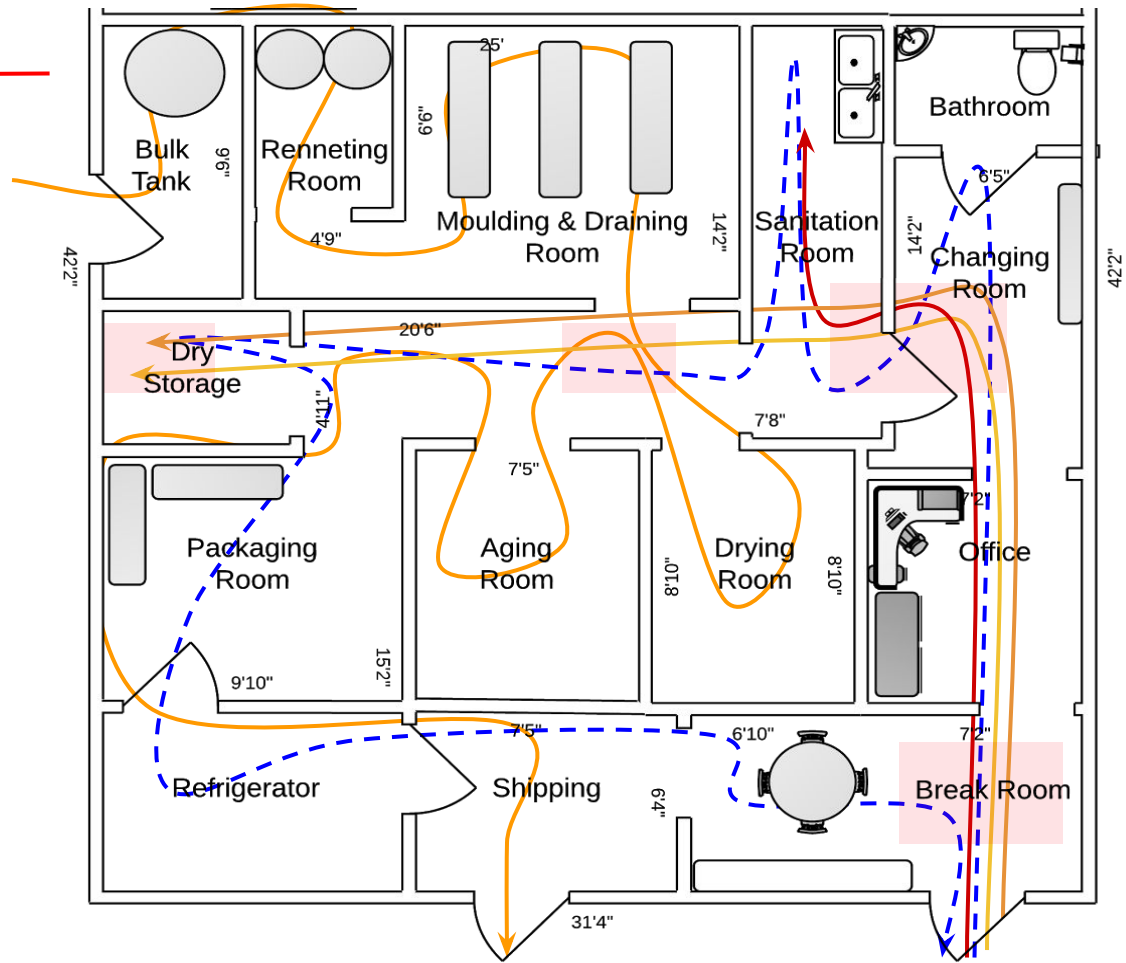 25'
Bathroom
9'6"
6'6"
Bulk
Tank
Renneting
Room
6'5"
Moulding & Draining
Room
14'2"
Sanitation
Room
14'2"
Changing
Room
4'9"
42'2"
42'2"
20'6"
Dry
Storage
4'11"
7'8"
7'5"
7'2"
Packaging
Room
Aging
Room
8'10"
Drying
Room
8'10"
Office
15'2"
9'10"
7'5"
6'10"
7'2"
Refrigerator
Shipping
6'4"
Break Room
31'4"